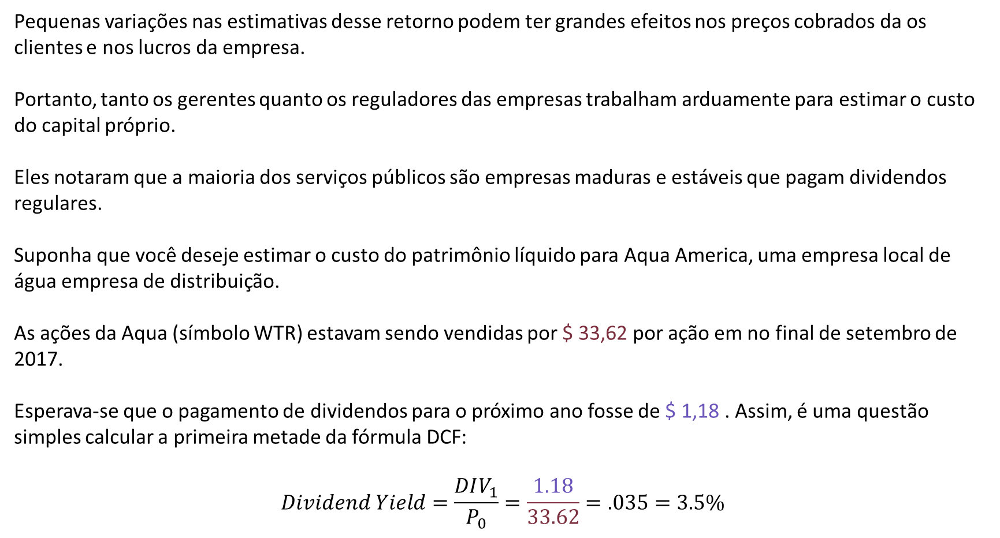 Pequenas variações nas estimativas desse retorno podem ter grandes efeitos nos preços cobrados da os
clientes e nos lucros da empresa.
Portanto, tanto os gerentes quanto os reguladores das empresas trabalham arduamente para estimar o custo
do capital próprio.
Eles notaram que a maioria dos serviços públicos são empresas maduras e estáveis que pagam dividendos
regulares.
Suponha que você deseje estimar o custo do patrimônio líquido para Aqua America, uma empresa local de
água empresa de distribuição.
As ações da Aqua (símbolo WTR) estavam sendo vendidas por $ 33,62 por ação em no final de setembro de
2017.
Esperava-se que o pagamento de dividendos para o próximo ano fosse de $ 1,18 . Assim, é uma questão
simples calcular a primeira metade da fórmula DCF:
Dividend Yield = DIV₁ / P₀ = 1.18 / 33.62 = .035 = 3.5%